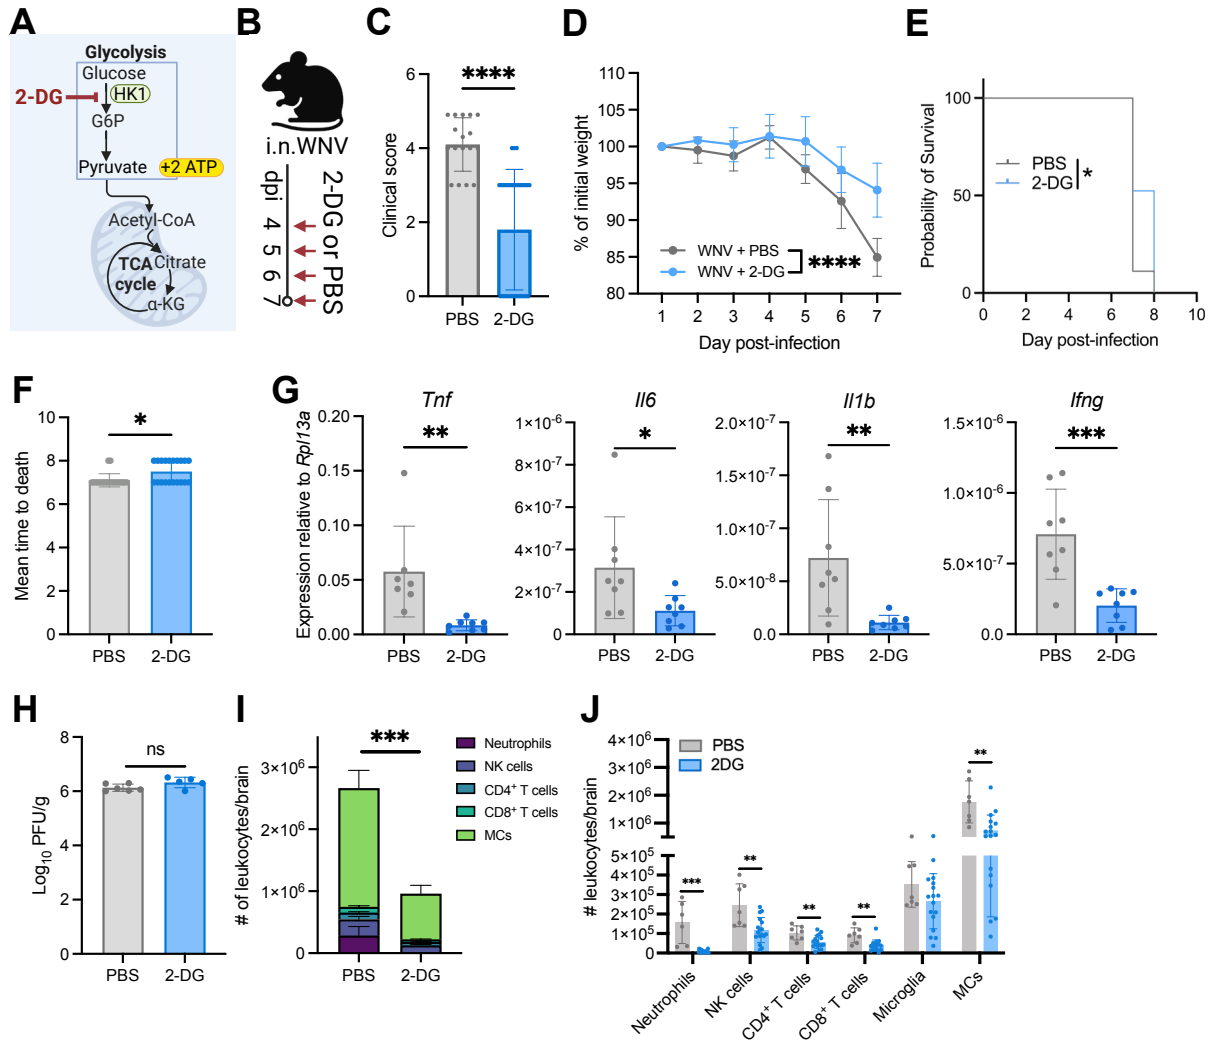 A
Glycolysis
Glucose
2-DG
HK1
G6P
Pyruvate
+2 ATP
Acetyl-CoA
TCA
cycle
Citrate
α-KG
B
i.n.WNV
dpi
4
5
6
7
2-DG or PBS
C
Clinical score
6
4
2
0
****
PBS
2-DG
D
% of initial weight
110
105
100
95
90
85
80
WNV + PBS
WNV + 2-DG
****
1 2 3 4 5 6 7
Day post-infection
E
Probability of Survival
100
50
0
PBS
2-DG
*
0 2 4 6 8 10
Day post-infection
F
Mean time to death
10
8
6
4
2
0
*
PBS
2-DG
G
Expression relative to Rpl13a
Tnf
0.20
0.15
0.10
0.05
0.00
**
PBS
2-DG
Il6
1×10⁻⁶
8×10⁻⁷
6×10⁻⁷
4×10⁻⁷
2×10⁻⁷
0
*
PBS
2-DG
Il1b
2.0×10⁻⁷
1.5×10⁻⁷
1.0×10⁻⁷
5.0×10⁻⁸
0.0
**
PBS
2-DG
Ifng
1.5×10⁻⁶
1.0×10⁻⁶
5.0×10⁻⁷
0.0
***
PBS
2-DG
H
Log₁₀ PFU/g
8
6
4
2
0
ns
PBS
2-DG
I
# of leukocytes/brain
3×10⁶
2×10⁶
1×10⁶
0
***
PBS
2-DG
Neutrophils
NK cells
CD4⁺ T cells
CD8⁺ T cells
MCs
J
# leukocytes/brain
4×10⁶
3×10⁶
2×10⁶
1×10⁶
5×10⁵
4×10⁵
3×10⁵
2×10⁵
1×10⁵
0
PBS
2DG
***
**
**
**
**
Neutrophils
NK cells
CD4⁺ T cells
CD8⁺ T cells
Microglia
MCs